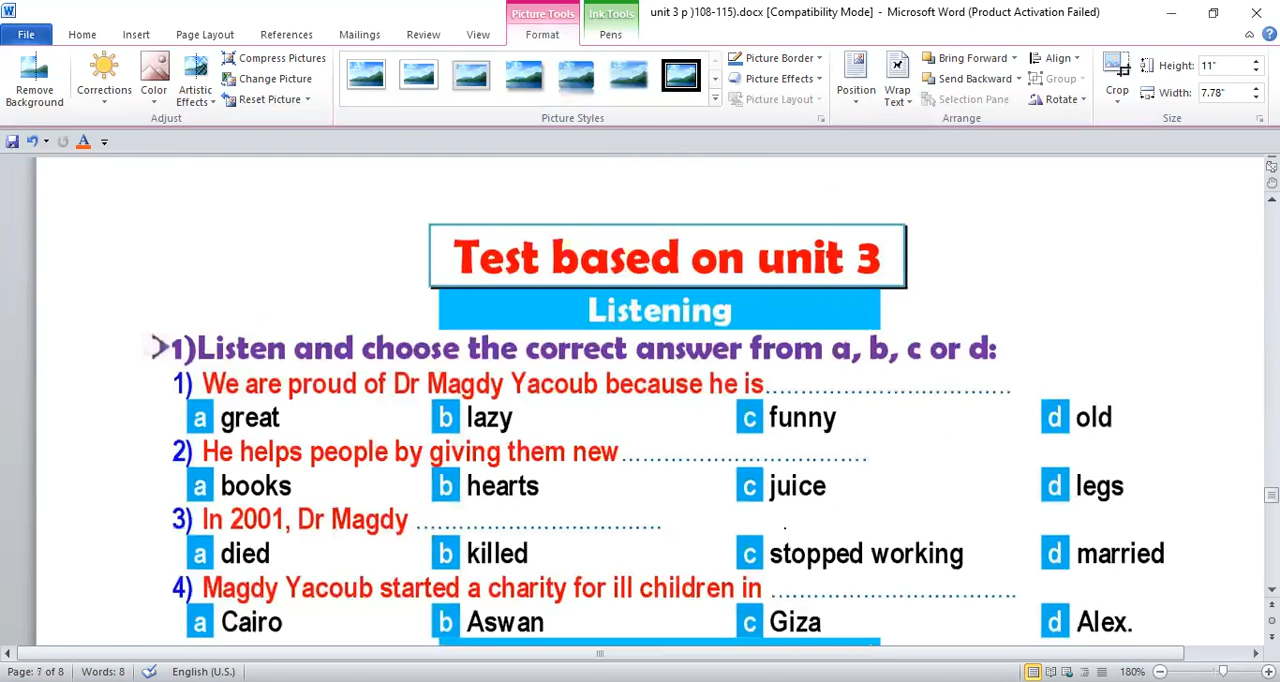 Picture Tools Ink Tools unit 3 p )108-115).docx [Compatibility Mode] - Microsoft Word (Product Activation Failed)
File Home Insert Page Layout References Mailings Review View Format Pens
Remove Background
Corrections
Color
Artistic Effects
Compress Pictures
Change Picture
Reset Picture
Adjust
Picture Styles
Picture Border
Picture Effects
Picture Layout
Position
Wrap Text
Bring Forward
Send Backward
Selection Pane
Align
Group
Rotate
Arrange
Crop
Height: 11"
Width: 7.78"
Size
Test based on unit 3
Listening
1)Listen and choose the correct answer from a, b, c or d:
1) We are proud of Dr Magdy Yacoub because he is..............................
a great b lazy c funny d old
2) He helps people by giving them new..............................
a books b hearts c juice d legs
3) In 2001, Dr Magdy ..............................
a died b killed c stopped working d married
4) Magdy Yacoub started a charity for ill children in ..............................
a Cairo b Aswan c Giza d Alex.
Page: 7 of 8 Words: 8 English (U.S.) 180%